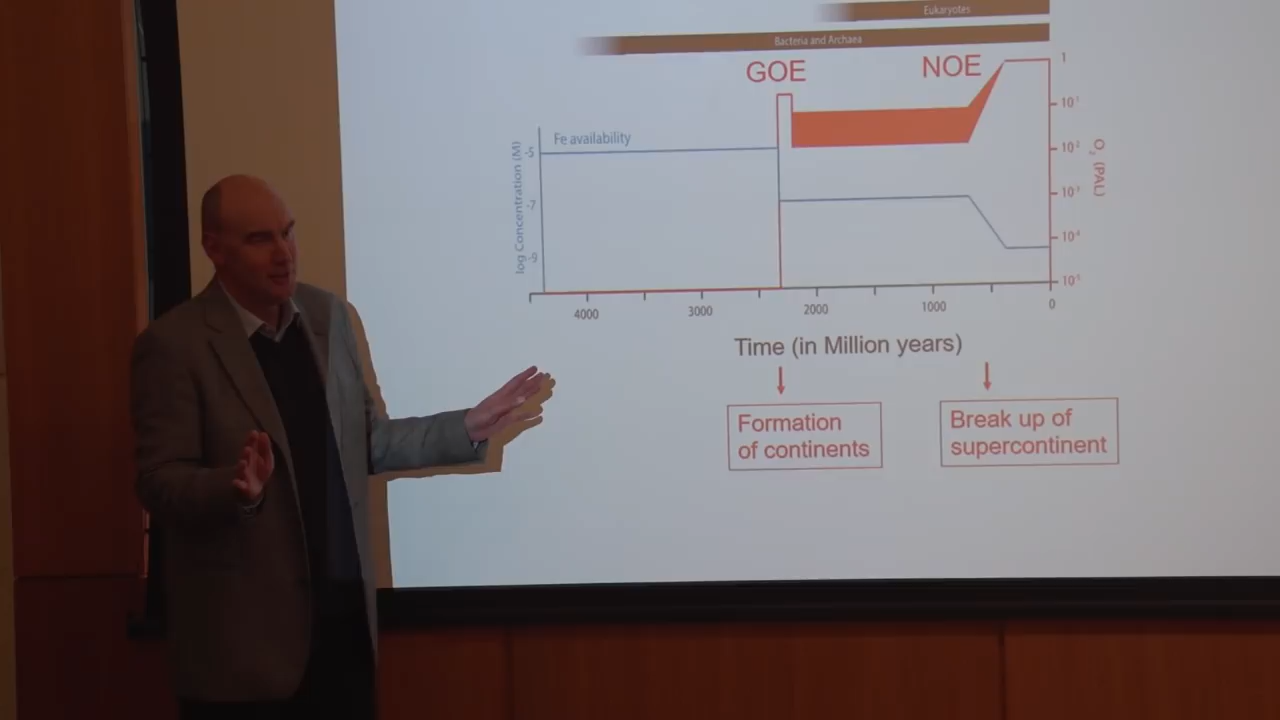 Eukaryotes
Bacteria and Archaea
GOE
NOE
Fe availability
log Concentration (M)
-5
-7
-9
1
10¹
10⁻²
10⁻³
10⁻⁴
10⁻⁵
O₂ (PAL)
4000
3000
2000
1000
0
Time (in Million years)
Formation
of continents
Break up of
supercontinent